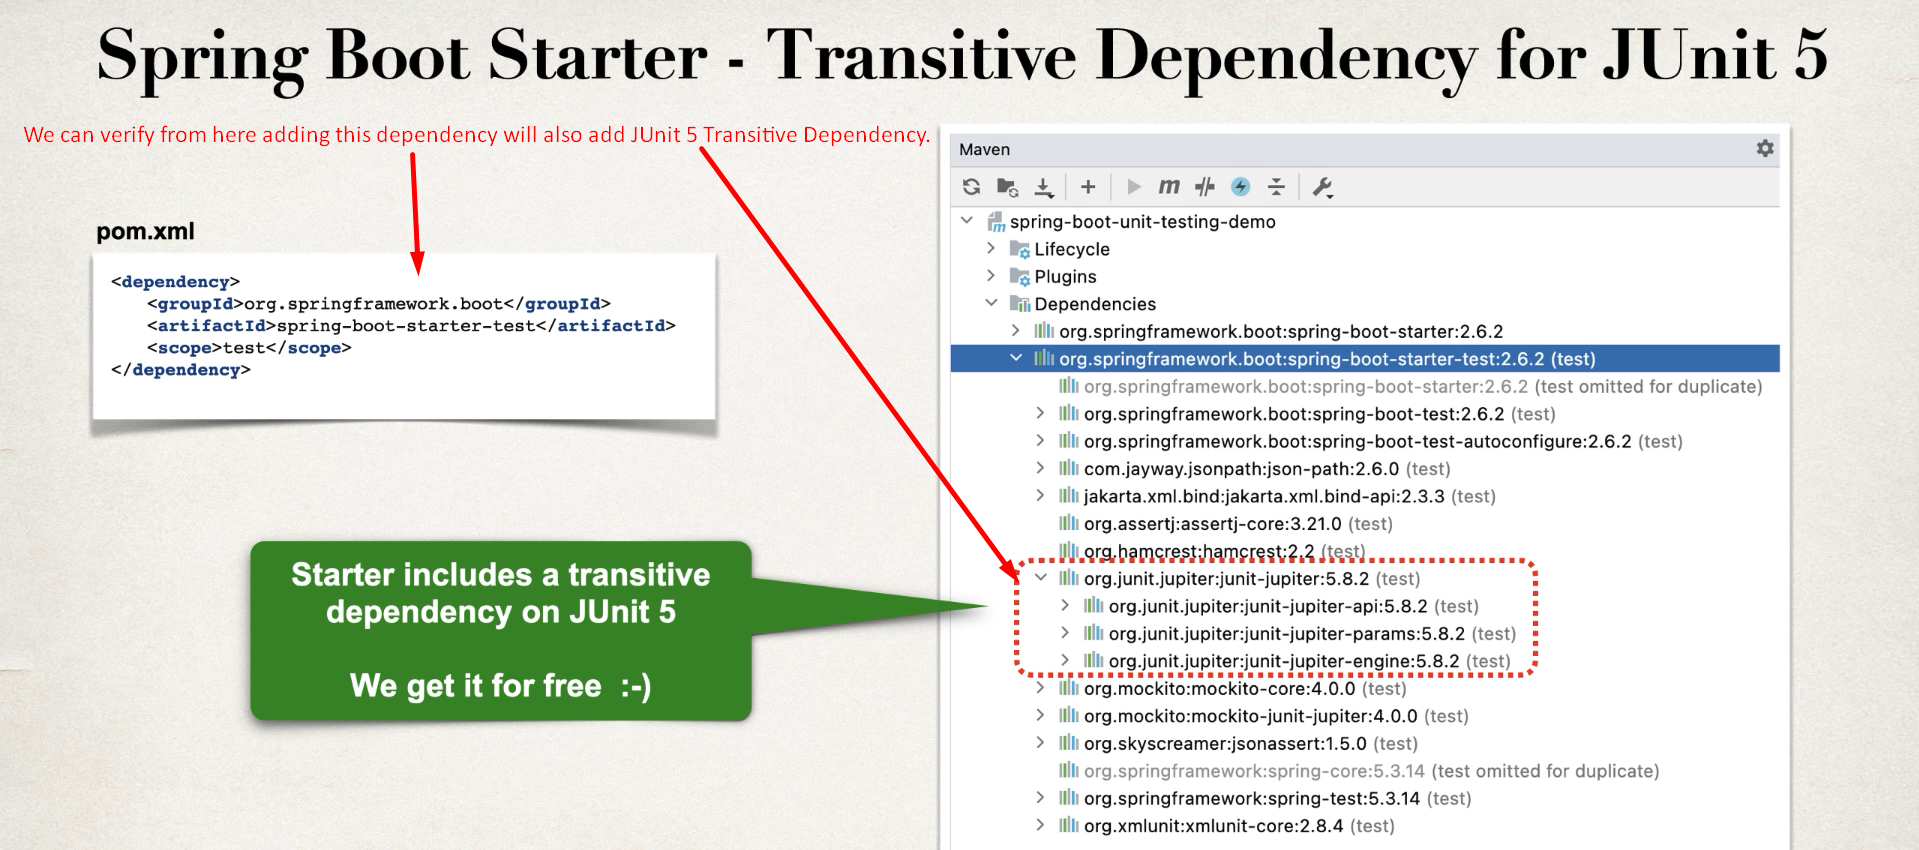 Spring Boot Starter - Transitive Dependency for JUnit 5
We can verify from here adding this dependency will also add JUnit 5 Transitive Dependency.
pom.xml
<dependency>
<groupId>org.springframework.boot</groupId>
<artifactId>spring-boot-starter-test</artifactId>
<scope>test</scope>
</dependency>
Starter includes a transitive
dependency on JUnit 5
We get it for free :-)
Maven
m
spring-boot-unit-testing-demo
Lifecycle
Plugins
Dependencies
org.springframework.boot:spring-boot-starter:2.6.2
org.springframework.boot:spring-boot-starter-test:2.6.2 (test)
org.springframework.boot:spring-boot-starter:2.6.2 (test omitted for duplicate)
org.springframework.boot:spring-boot-test:2.6.2 (test)
org.springframework.boot:spring-boot-test-autoconfigure:2.6.2 (test)
com.jayway.jsonpath:json-path:2.6.0 (test)
jakarta.xml.bind:jakarta.xml.bind-api:2.3.3 (test)
org.assertj:assertj-core:3.21.0 (test)
org.hamcrest:hamcrest:2.2 (test)
org.junit.jupiter:junit-jupiter:5.8.2 (test)
org.junit.jupiter:junit-jupiter-api:5.8.2 (test)
org.junit.jupiter:junit-jupiter-params:5.8.2 (test)
org.junit.jupiter:junit-jupiter-engine:5.8.2 (test)
org.mockito:mockito-core:4.0.0 (test)
org.mockito:mockito-junit-jupiter:4.0.0 (test)
org.skyscreamer:jsonassert:1.5.0 (test)
org.springframework:spring-core:5.3.14 (test omitted for duplicate)
org.springframework:spring-test:5.3.14 (test)
org.xmlunit:xmlunit-core:2.8.4 (test)